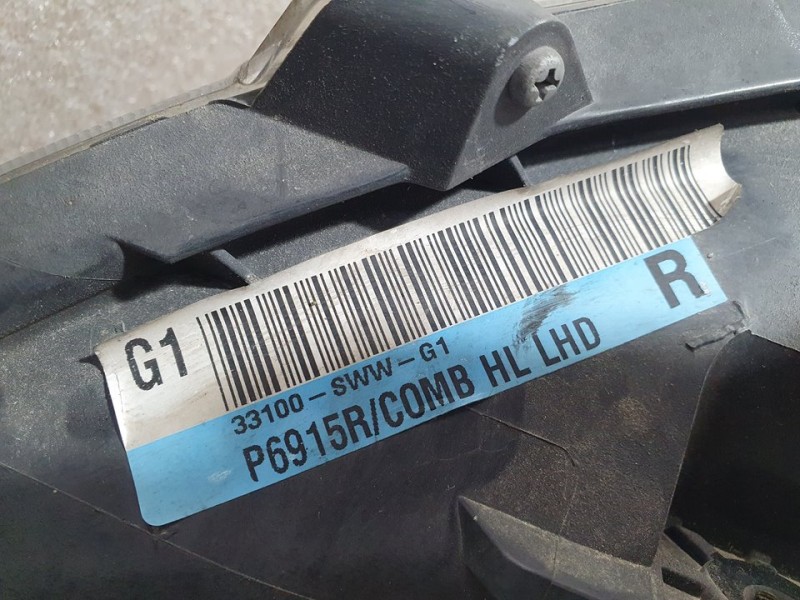 G1
R
33100-SWW-G1
P6915R/COMB HL LHD